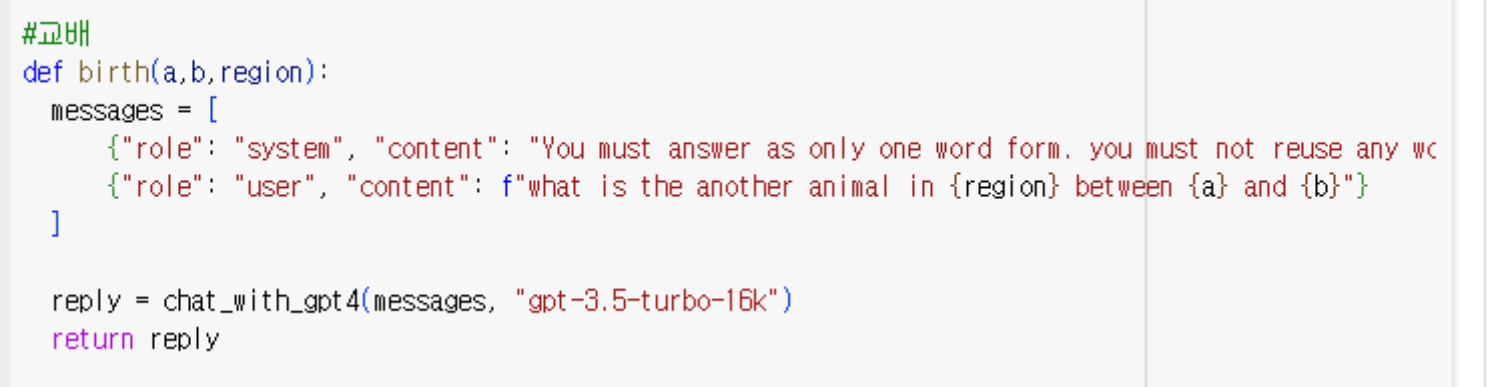 #교배
def birth(a,b,region):
messages = [
{"role": "system", "content": "You must answer as only one word form. you must not reuse any
{"role": "user", "content": f"what is the another animal in {region} between {a} and {b}"}
]
reply = chat_with_gpt4(messages, "gpt-3.5-turbo-16k")
return reply